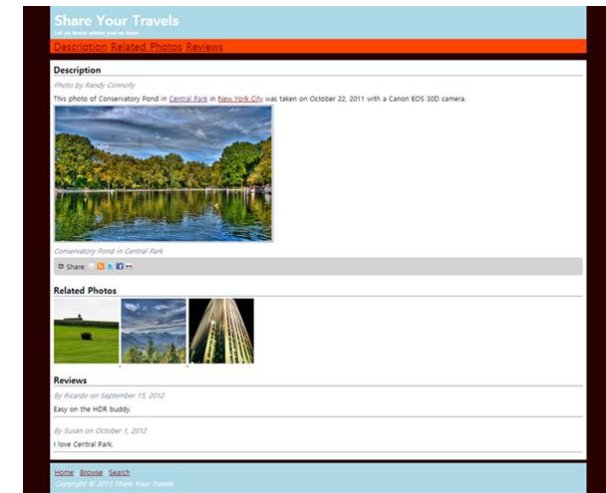 Share Your Travels
Let us know where you've been
Description Related Photos Reviews
Description
Photo by Randy Connolly
This photo of Conservatory Pond in Central Park in New York City was taken on October 22, 2011 with a Canon EOS 30D camera.
Conservatory Pond in Central Park
Share:
Related Photos
Reviews
By Ricardo on September 15, 2012
Easy on the HDR buddy.
By Susan on October 1, 2012
I love Central Park.
Home Browse Search
Copyright © 2013 Share Your Travels